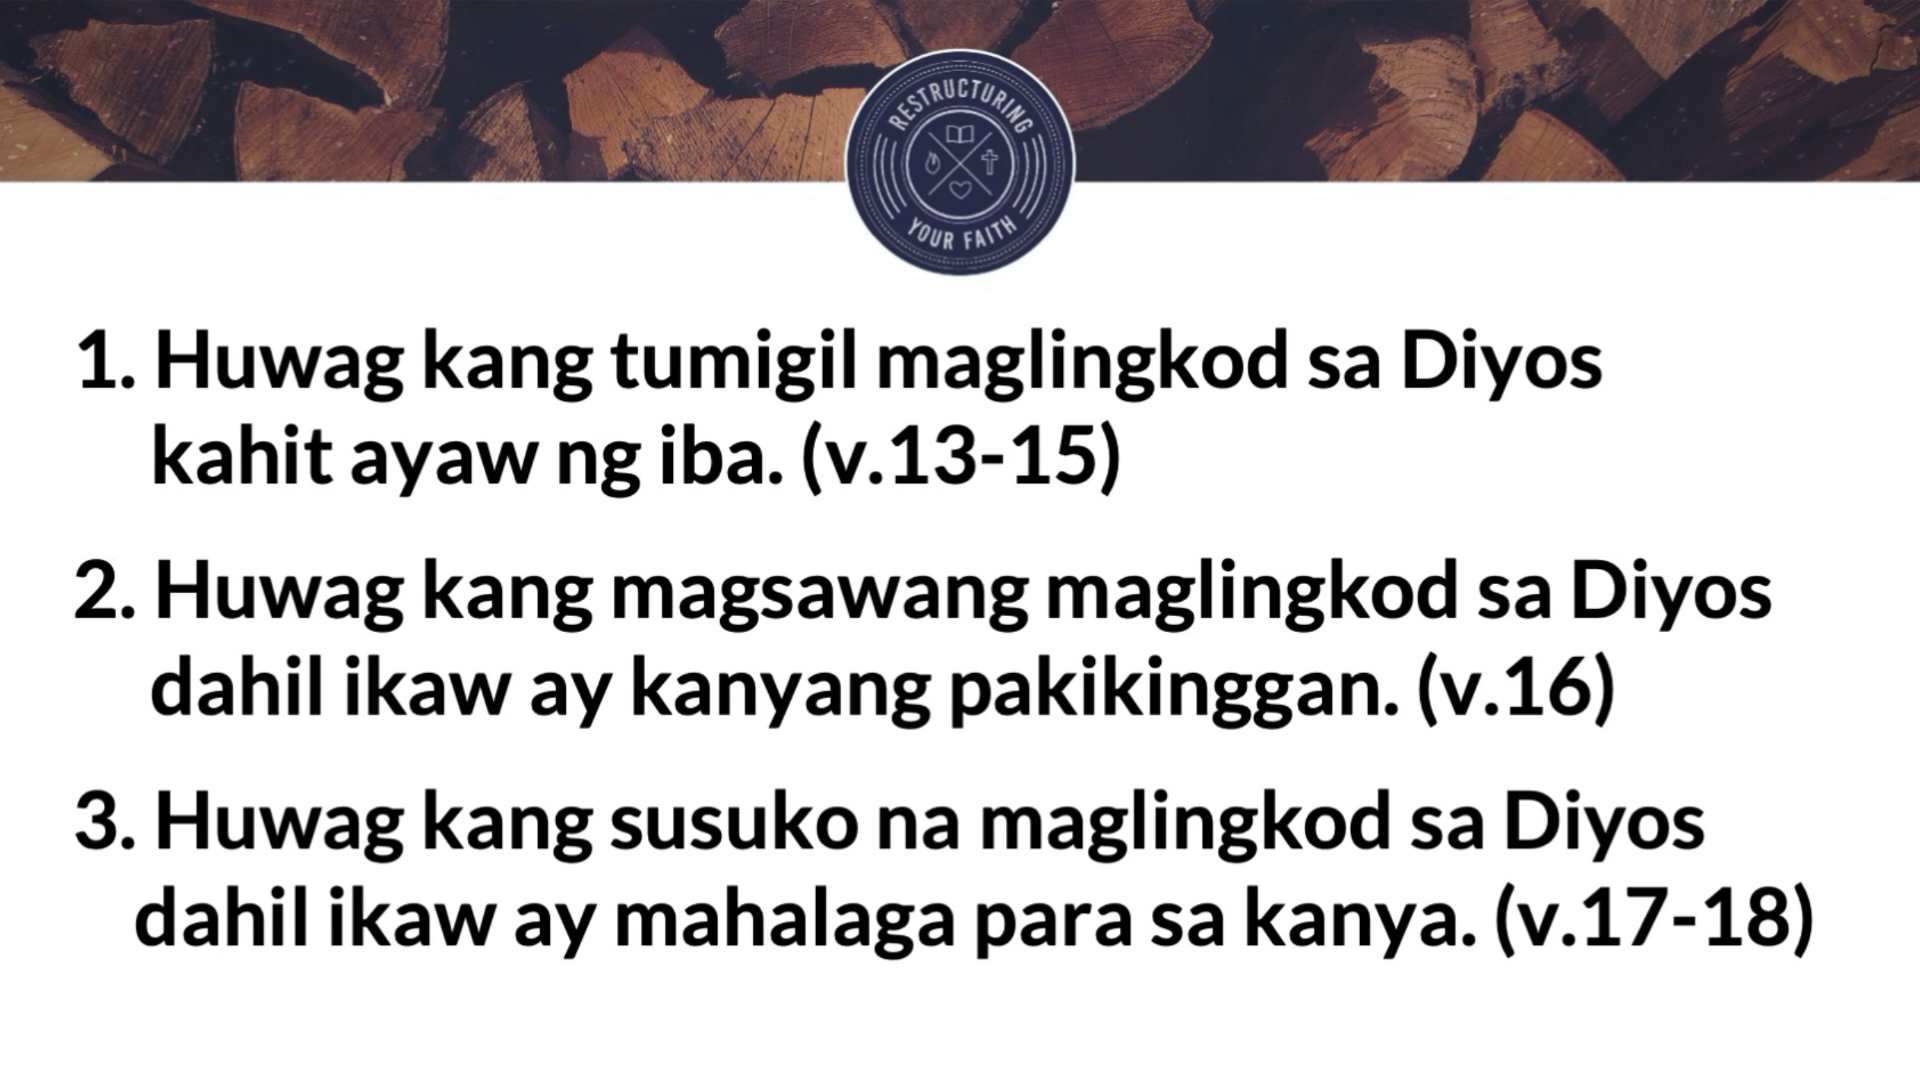 RESTRUCTURING
YOUR FAITH
1. Huwag kang tumigil maglingkod sa Diyos
kahit ayaw ng iba. (v.13-15)
2. Huwag kang magsawang maglingkod sa Diyos
dahil ikaw ay kanyang pakikinggan. (v.16)
3. Huwag kang susuko na maglingkod sa Diyos
dahil ikaw ay mahalaga para sa kanya. (v.17-18)